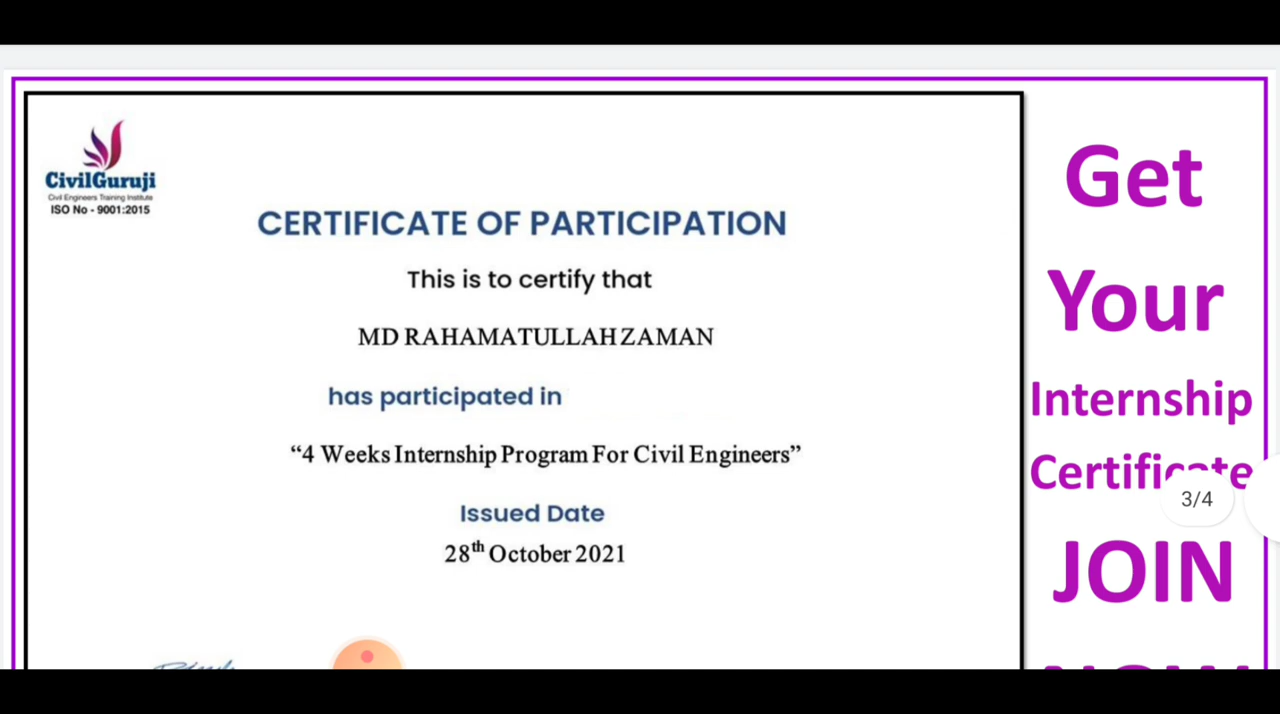 CivilGuruji
Civil Engineers Training Institute
ISO No - 9001:2015
CERTIFICATE OF PARTICIPATION
This is to certify that
MD RAHAMATULLAH ZAMAN
has participated in
“4 Weeks Internship Program For Civil Engineers”
Issued Date
28th October 2021
Get
Your
Internship
Certificate
3/4
JOIN
NOW